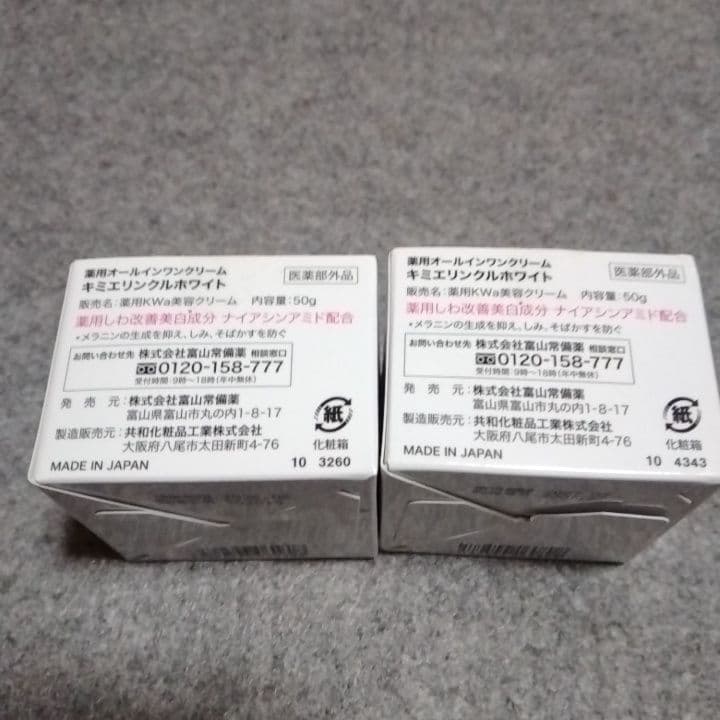 薬用オールインワンクリーム
キミエリンクルホワイト
医薬部外品
販売名:薬用KWa美容クリーム 内容量:50g
薬用しわ改善美白*成分 ナイアシンアミド配合
*メラニンの生成を抑え、しみ、そばかすを防ぐ
お問い合わせ先 株式会社富山常備薬 相談窓口
0120-158-777
受付時間 9時~18時(年中無休)
発売元:株式会社富山常備薬
富山県富山市丸の内1-8-17
製造販売元:共和化粧品工業株式会社
大阪府八尾市太田新町4-76
紙
化粧箱
MADE IN JAPAN
10 3260
薬用オールインワンクリーム
キミエリンクルホワイト
医薬部外品
販売名:薬用KWa美容クリーム 内容量:50g
薬用しわ改善美白*成分 ナイアシンアミド配合
*メラニンの生成を抑え、しみ、そばかすを防ぐ
お問い合わせ先 株式会社富山常備薬 相談窓口
0120-158-777
受付時間 9時~18時(年中無休)
発売元:株式会社富山常備薬
富山県富山市丸の内1-8-17
製造販売元:共和化粧品工業株式会社
大阪府八尾市太田新町4-76
紙
化粧箱
MADE IN JAPAN
10 4343